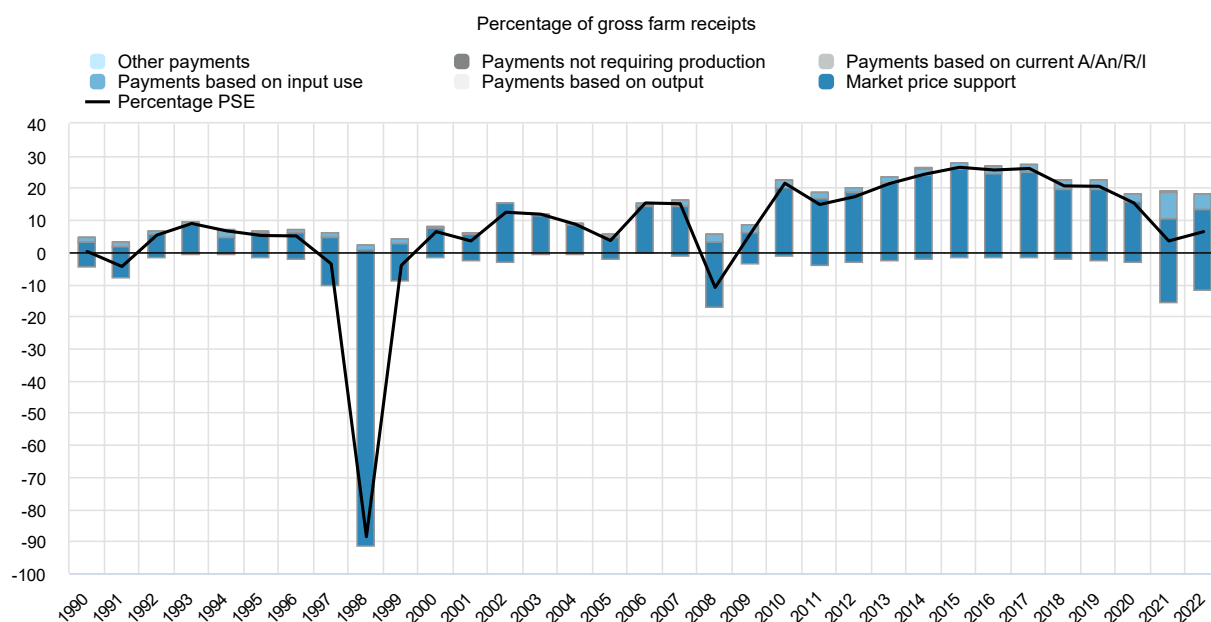 Percentage of gross farm receipts
Other payments
Payments not requiring production
Payments based on current A/An/R/I
Payments based on input use
Payments based on output
Market price support
Percentage PSE
40
30
20
10
0
-10
-20
-30
-40
-50
-60
-70
-80
-90
-100
1990 1991 1992 1993 1994 1995 1996 1997 1998 1999 2000 2001 2002 2003 2004 2005 2006 2007 2008 2009 2010 2011 2012 2013 2014 2015 2016 2017 2018 2019 2020 2021 2022